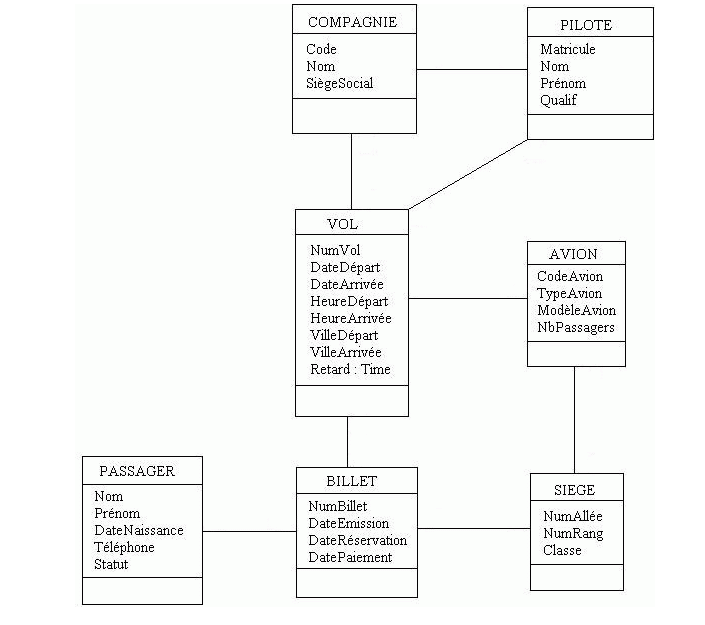 COMPAGNIE
Code
Nom
SiègeSocial
PILOTE
Matricule
Nom
Prénom
Qualif
VOL
NumVol
DateDépart
DateArrivée
HeureDépart
HeureArrivée
VilleDépart
VilleArrivée
Retard : Time
AVION
CodeAvion
TypeAvion
ModèleAvion
NbPassagers
PASSAGER
Nom
Prénom
DateNaissance
Téléphone
Statut
BILLET
NumBillet
DateEmission
DateRéservation
DatePaiement
SIEGE
NumAllée
NumRang
Classe